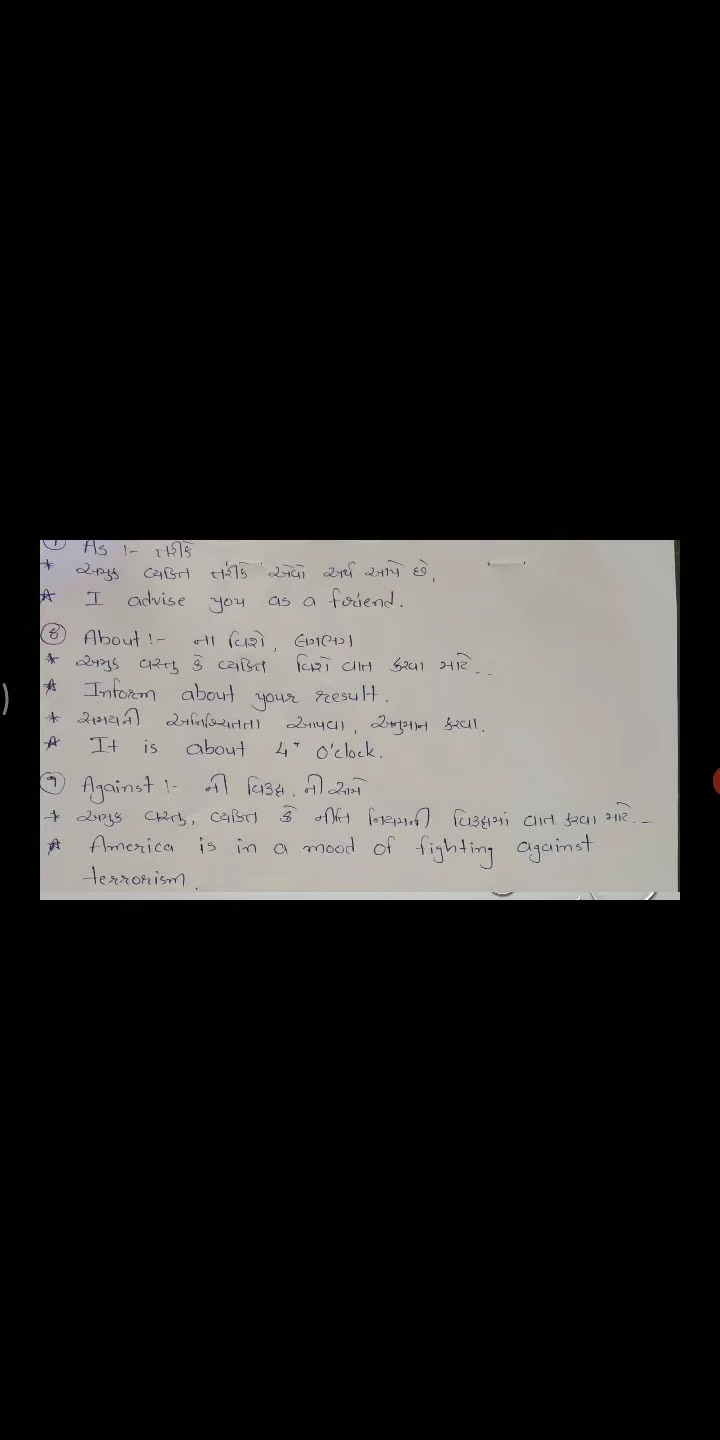 As :- તરીકે
* અમુક વ્યકિત તરીકે એવો અર્થ આપે છે.
☆ I advise you as a friend.
⑧ About :- ના વિશે, લગભગ
* અમુક વસ્તુ કે વ્યકિત વિશે વાત કરવા માટે..
☆ Inform about your result.
* સમયની અનિશ્ચિતતા આપવા, અનુમાન કરવા.
☆ It is about 4" o'clock.
⑨ Against :- ની વિરૂદ્ધ, ની સામે
* અમુક વસ્તુ, વ્યકિત કે નીતિ નિયમની વિરૂદ્ધમાં વાત કરવા માટે..
☆ America is in a mood of fighting against
terrorism.